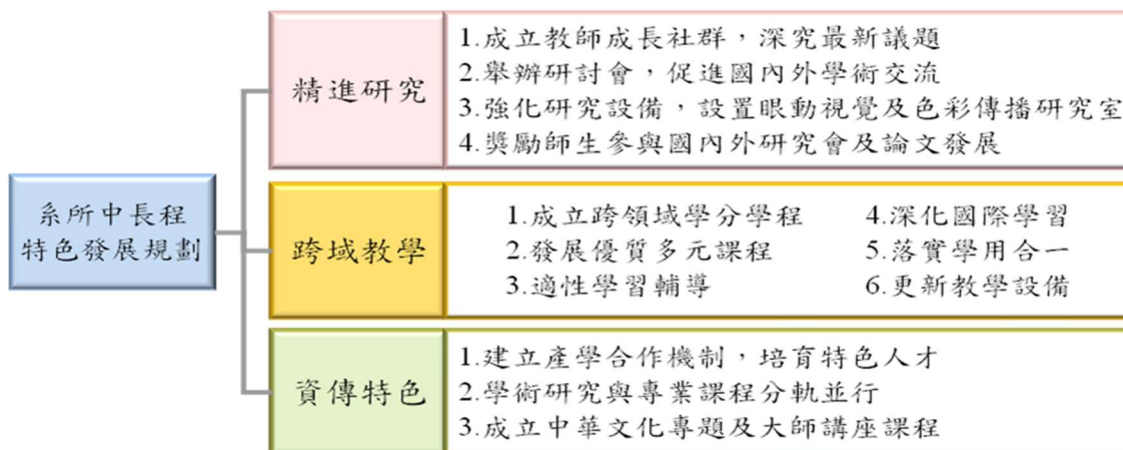 系所中長程
特色發展規劃
精進研究
1.成立教師成長社群，深究最新議題
2.舉辦研討會，促進國內外學術交流
3.強化研究設備，設置眼動視覺及色彩傳播研究室
4.獎勵師生參與國內外研究會及論文發展
跨域教學
1.成立跨領域學分學程
2.發展優質多元課程
3.適性學習輔導
4.深化國際學習
5.落實學用合一
6.更新教學設備
資傳特色
1.建立產學合作機制，培育特色人才
2.學術研究與專業課程分軌並行
3.成立中華文化專題及大師講座課程